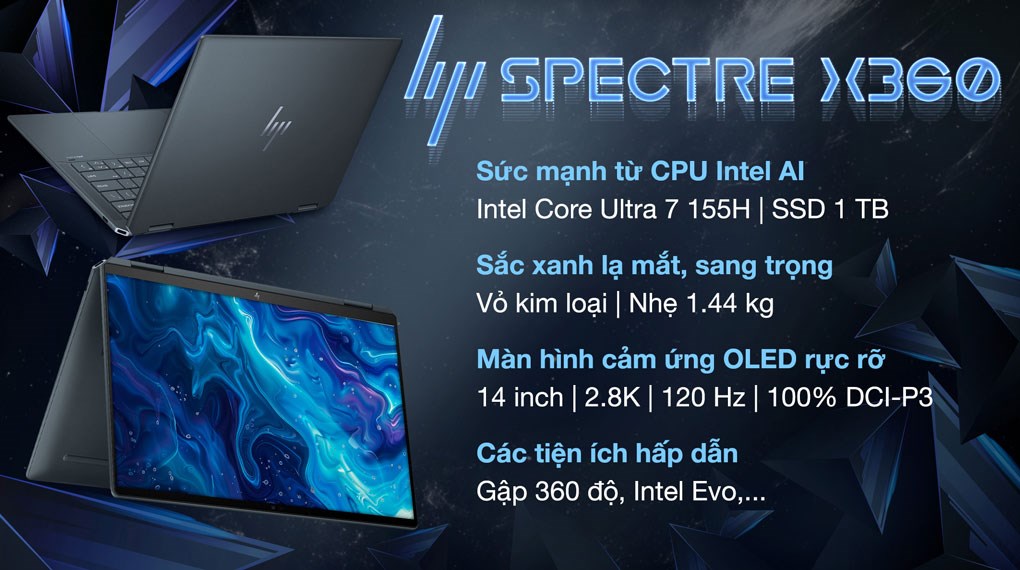 hp SPECTRE X360
Sức mạnh từ CPU Intel AI
Intel Core Ultra 7 155H | SSD 1 TB
Sắc xanh lạ mắt, sang trọng
Vỏ kim loại | Nhẹ 1.44 kg
Màn hình cảm ứng OLED rực rỡ
14 inch | 2.8K | 120 Hz | 100% DCI-P3
Các tiện ích hấp dẫn
Gập 360 độ, Intel Evo,...